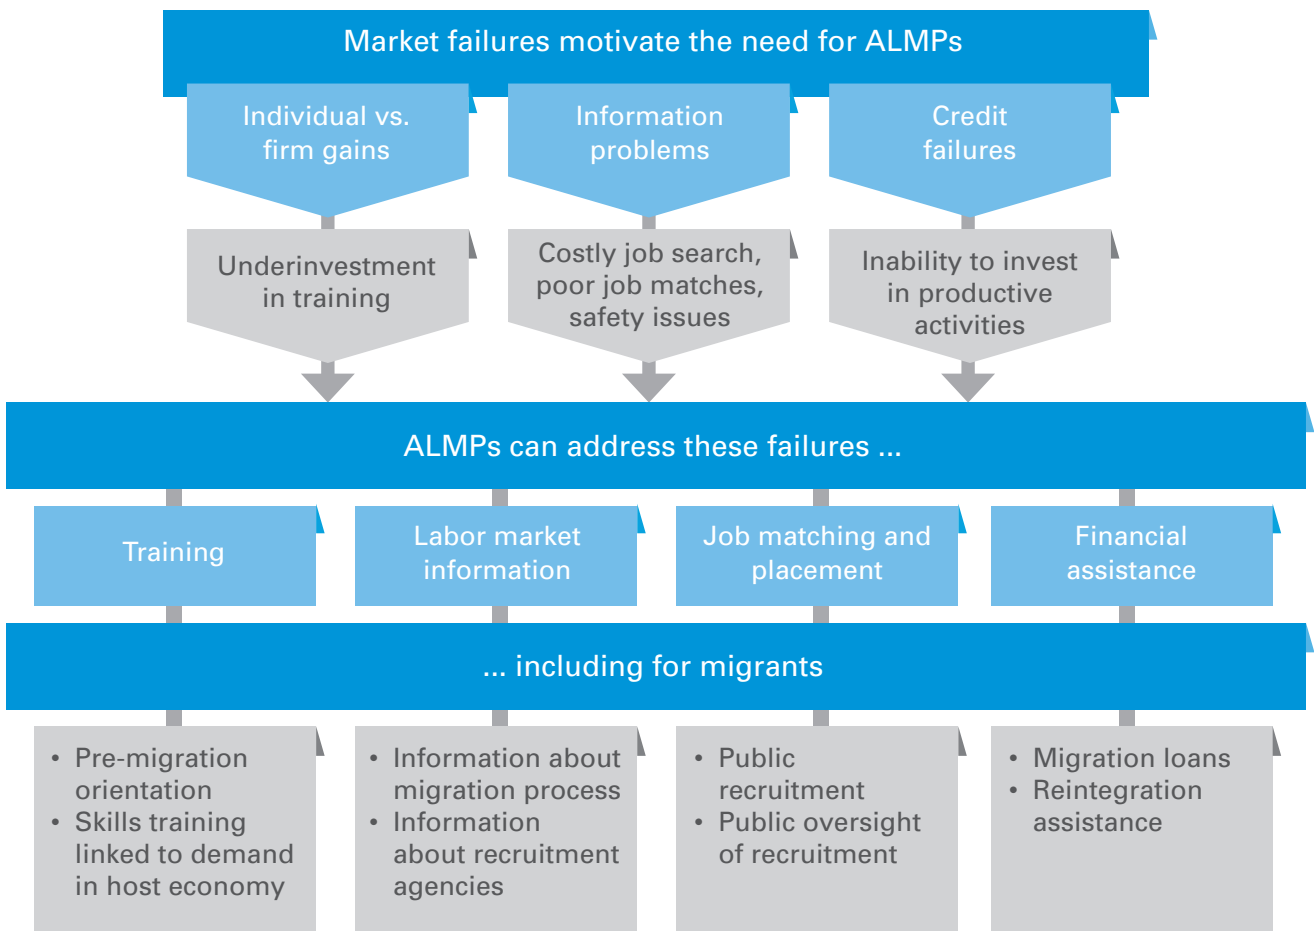 Market failures motivate the need for ALMPs
Individual vs.
firm gains
Information
problems
Credit
failures
Underinvestment
in training
Costly job search,
poor job matches,
safety issues
Inability to invest
in productive
activities
ALMPs can address these failures ...
Training
Labor market
information
Job matching and
placement
Financial
assistance
... including for migrants
• Pre-migration
orientation
• Skills training
linked to demand
in host economy
• Information about
migration process
• Information
about recruitment
agencies
• Public
recruitment
• Public oversight
of recruitment
• Migration loans
• Reintegration
assistance